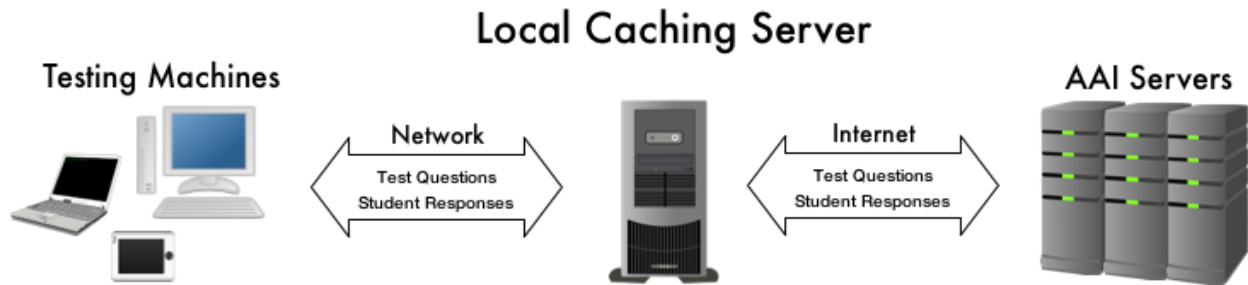 Local Caching Server
Testing Machines
AAI Servers
Network
Test Questions
Student Responses
Internet
Test Questions
Student Responses